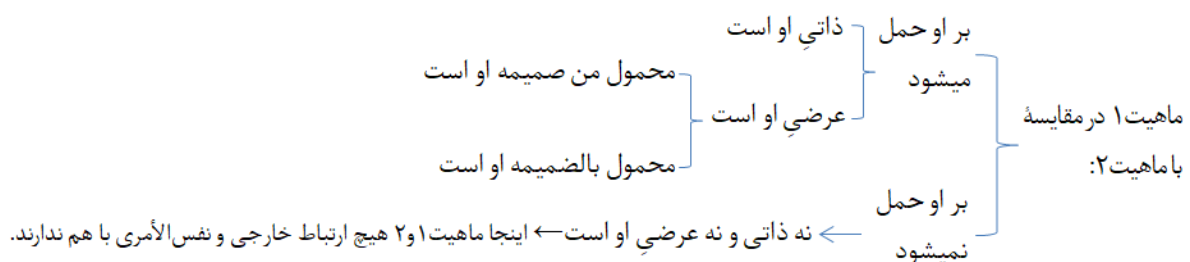 ماهیت۱ در مقایسهٔ
با ماهیت۲:
بر او حمل
میشود
ذاتیِ او است
عرضیِ او است
محمول من صمیمه او است
محمول بالضمیمه او است
بر او حمل
نمیشود
نه ذاتی و نه عرضیِ او است← اینجا ماهیت۱و۲ هیچ ارتباط خارجی و نفس‌الأمری با هم ندارند.